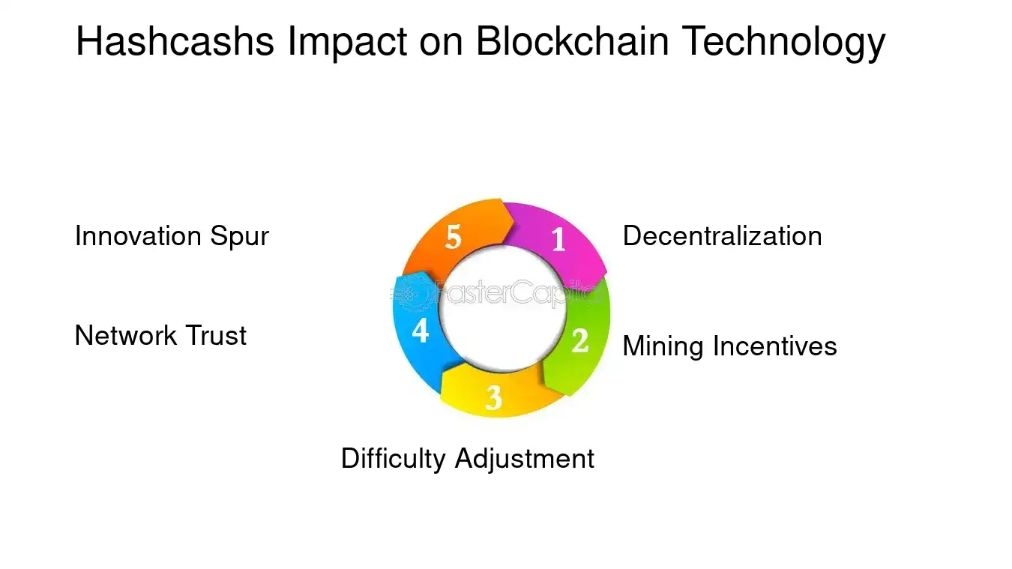 Hashcashs Impact on Blockchain Technology
Innovation Spur
5
1
Decentralization
FasterCapital
Network Trust
4
2
Mining Incentives
3
Difficulty Adjustment